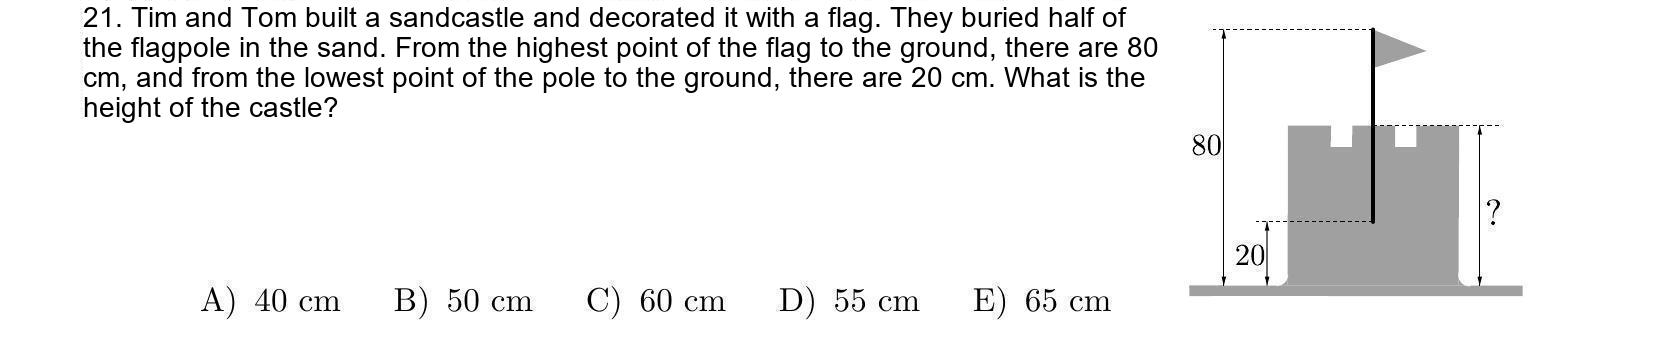 21. Tim and Tom built a sandcastle and decorated it with a flag. They buried half of
the flagpole in the sand. From the highest point of the flag to the ground, there are 80
cm, and from the lowest point of the pole to the ground, there are 20 cm. What is the
height of the castle?
80
?
20
A) 40 cm B) 50 cm C) 60 cm D) 55 cm E) 65 cm